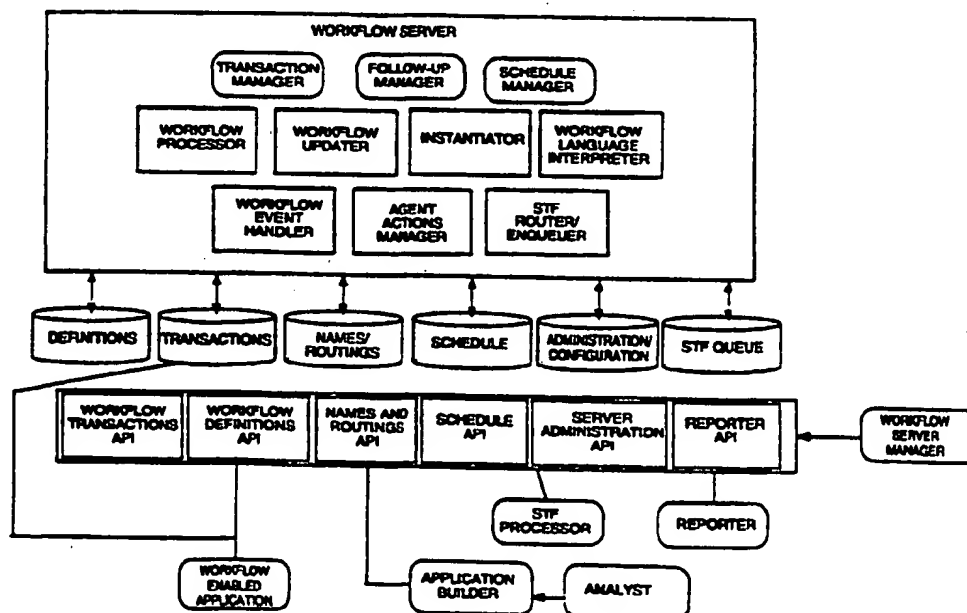 WORKFLOW SERVER
TRANSACTION
MANAGER
FOLLOW-UP
MANAGER
SCHEDULE
MANAGER
WORKFLOW
PROCESSOR
WORKFLOW
UPDATER
INSTANTIATOR
WORKFLOW
LANGUAGE
INTERPRETER
WORKFLOW
EVENT
HANDLER
AGENT
ACTIONS
MANAGER
STF
ROUTER/
ENQUEUER
DEFINITIONS
TRANSACTIONS
NAMES/
ROUTINGS
SCHEDULE
ADMINISTRATION/
CONFIGURATION
STF QUEUE
WORKFLOW
TRANSACTIONS
API
WORKFLOW
DEFINITIONS
API
NAMES AND
ROUTINGS
API
SCHEDULE
API
SERVER
ADMINISTRATION
API
REPORTER
API
WORKFLOW
SERVER
MANAGER
STF
PROCESSOR
REPORTER
WORKFLOW
ENABLED
APPLICATION
APPLICATION
BUILDER
ANALYST